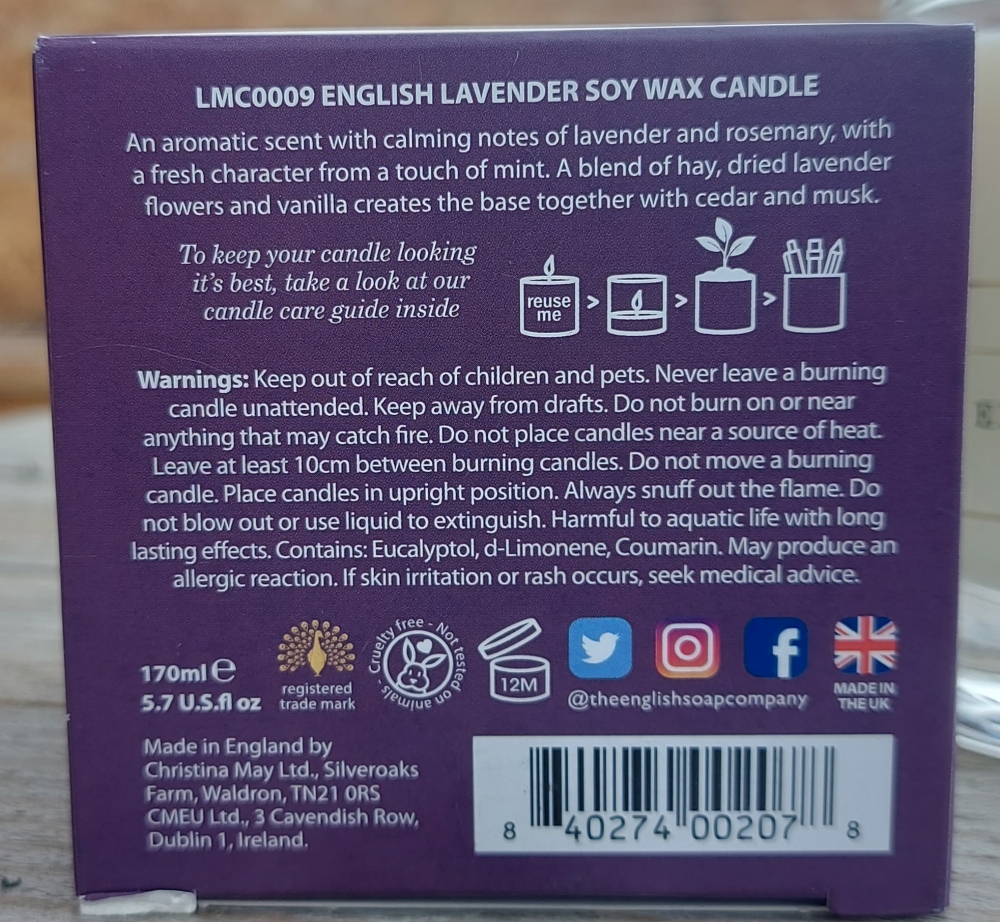 LMC0009 ENGLISH LAVENDER SOY WAX CANDLE
An aromatic scent with calming notes of lavender and rosemary, with
a fresh character from a touch of mint. A blend of hay, dried lavender
flowers and vanilla creates the base together with cedar and musk.
To keep your candle looking
it's best, take a look at our
candle care guide inside
reuse
me
> > >
Warnings: Keep out of reach of children and pets. Never leave a burning
candle unattended. Keep away from drafts. Do not burn on or near
anything that may catch fire. Do not place candles near a source of heat.
Leave at least 10cm between burning candles. Do not move a burning
candle. Place candles in upright position. Always snuff out the flame. Do
not blow out or use liquid to extinguish. Harmful to aquatic life with long
lasting effects. Contains: Eucalyptol, d-Limonene, Coumarin. May produce an
allergic reaction. If skin irritation or rash occurs, seek medical advice.
170ml ℮
5.7 U.S.fl oz
registered
trade mark
Cruelty free - Not tested on animals -
12M
@theenglishsoapcompany
MADE IN
THE UK
Made in England by
Christina May Ltd., Silveroaks
Farm, Waldron, TN21 0RS
CMEU Ltd., 3 Cavendish Row,
Dublin 1, Ireland.
8 40274 00207 8